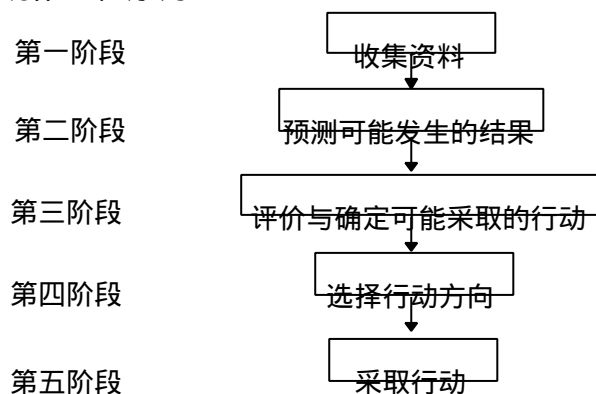 第一阶段 收集资料
第二阶段 预测可能发生的结果
第三阶段 评价与确定可能采取的行动
第四阶段 选择行动方向
第五阶段 采取行动